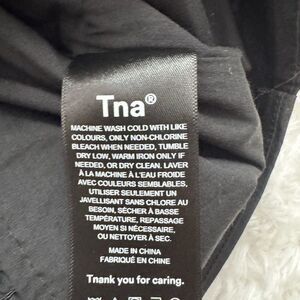 Tna®
MACHINE WASH COLD WITH LIKE
COLOURS, ONLY NON-CHLORINE
BLEACH WHEN NEEDED, TUMBLE
DRY LOW, WARM IRON ONLY IF
NEEDED, OR DRY CLEAN. LAVER
À LA MACHINE À L'EAU FROIDE
AVEC COULEURS SEMBLABLES,
UTILISER SEULEMENT UN
JAVELLISANT SANS CHLORE AU
BESOIN, SÉCHER À BASSE
TEMPÉRATURE, REPASSAGE
MOYEN SI NÉCESSAIRE,
OU NETTOYER À SEC.
MADE IN CHINA
FABRIQUÉ EN CHINE
Tnank you for caring.